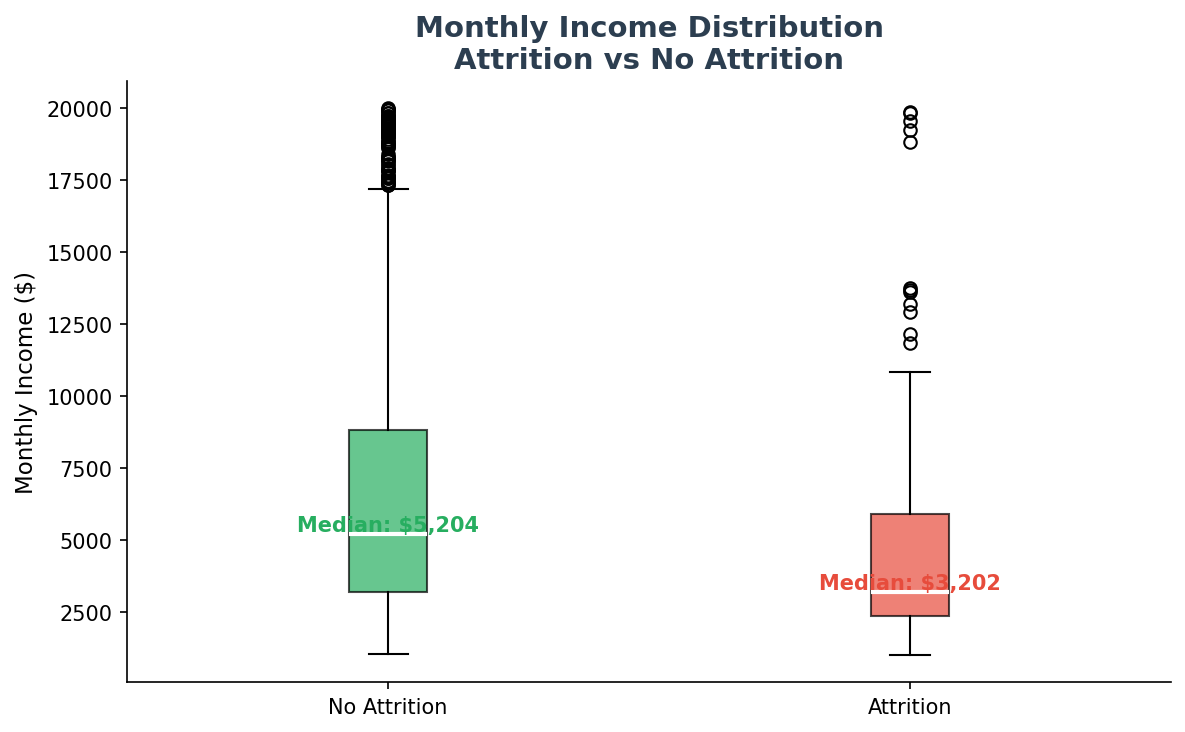 Monthly Income Distribution
Attrition vs No Attrition
Monthly Income ($)
20000
17500
15000
12500
10000
7500
5000
2500
Median: $5,204
Median: $3,202
No Attrition
Attrition